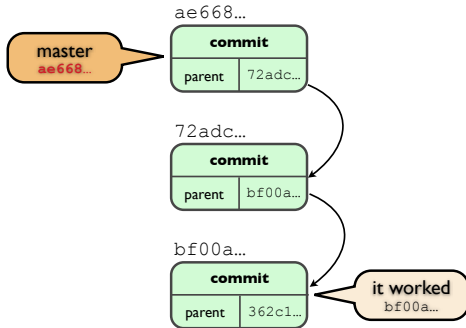 ae668…
commit
master
ae668…
parent 72adc…
72adc…
commit
parent bf00a…
bf00a…
commit
it worked
bf00a…
parent 362c1…